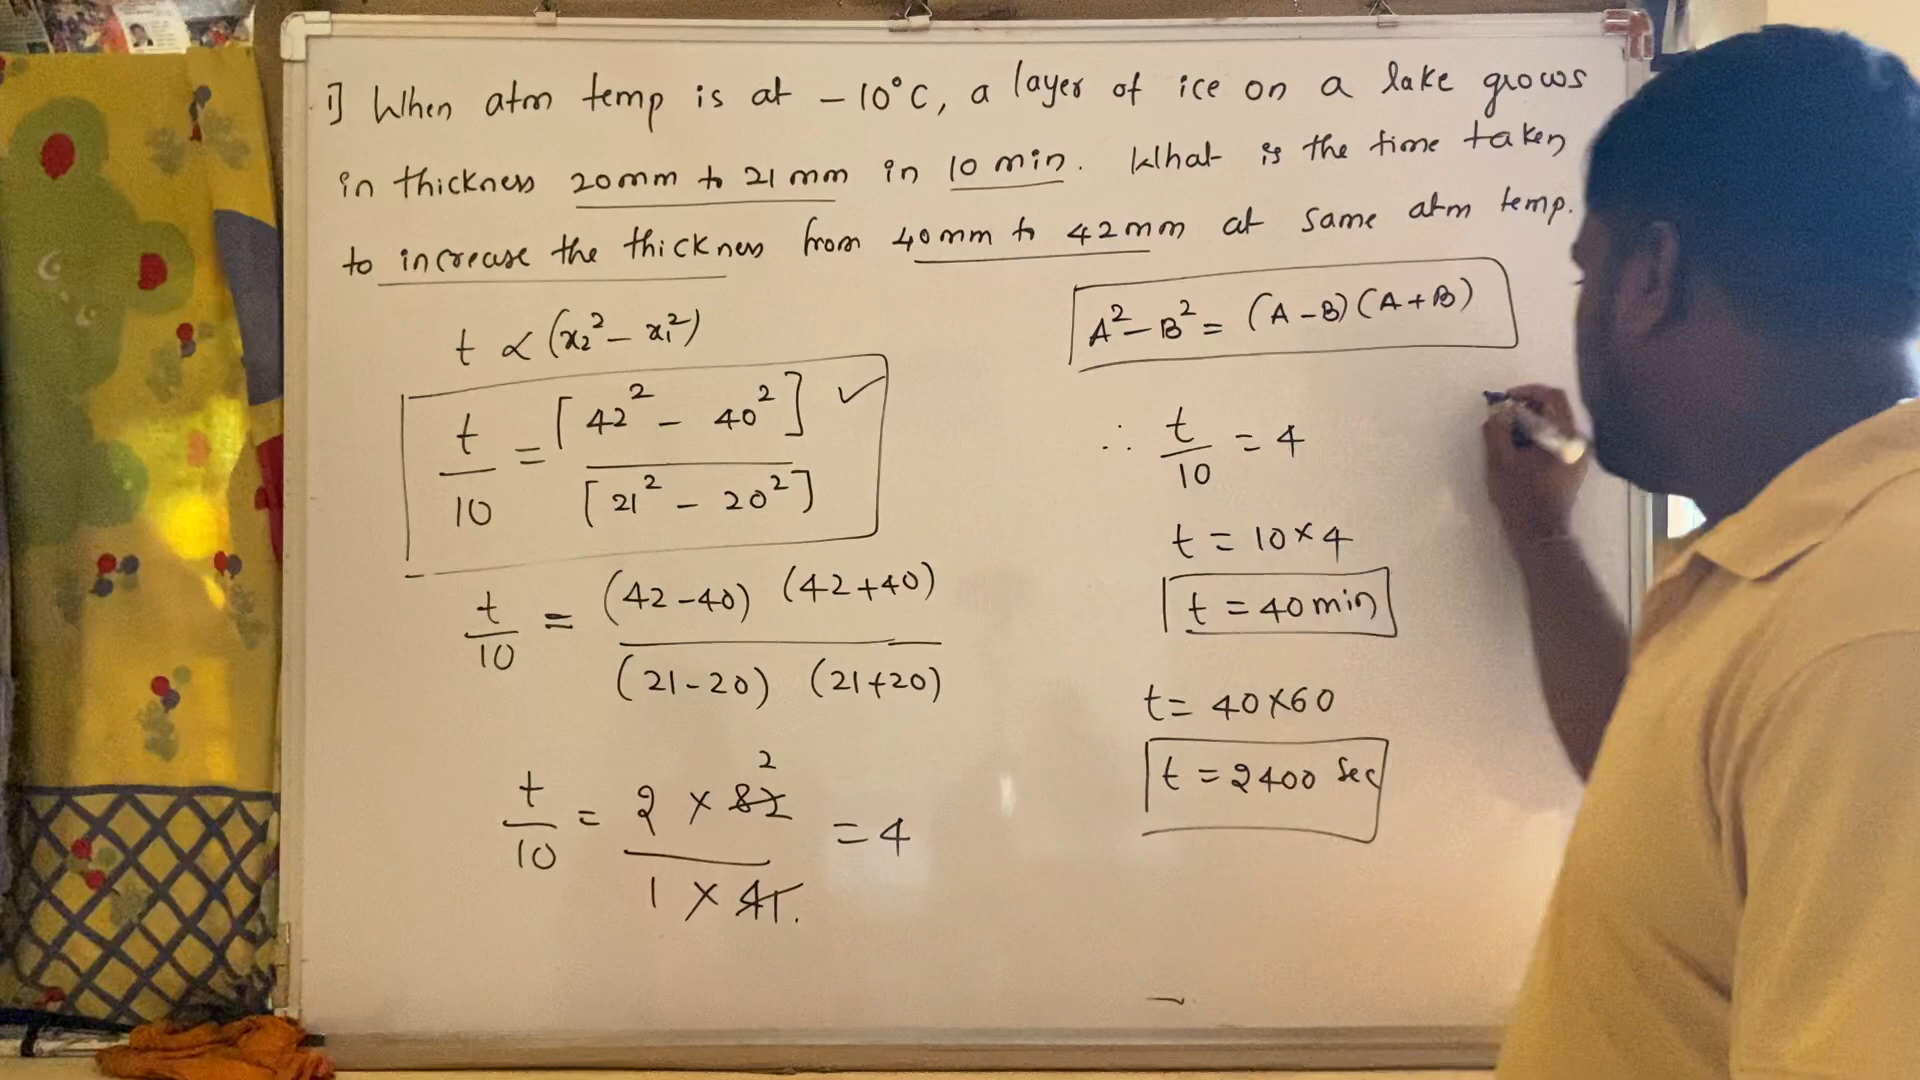 1] When atm temp is at -10°C, a layer of ice on a lake grows
in thickness 20mm to 21mm in 10 min. What is the time taken
to increase the thickness from 40mm to 42mm at same atm temp.
t ∝ (x₂² - x₁²)
t/10 = [42² - 40²] / [21² - 20²] ✓
t/10 = (42-40) (42+40) / (21-20) (21+20)
t/10 = 2 × 82 2 / 1 × 41. = 4
A² - B² = (A-B)(A+B)
∴ t/10 = 4
t = 10×4
t = 40 min
t = 40×60
t = 2400 Sec